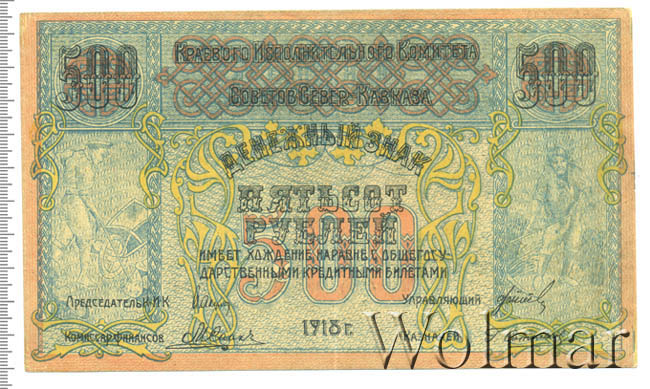 500 500
Краевого Исполнительного Комитета
Советов Север. Кавказа
ДЕНЕЖНЫЙ ЗНАК
ПЯТЬСОТ
РУБЛЕЙ
500
ИМЕЕТ ХОЖДЕНИЕ НАРАВНЕ С ОБЩЕГОСУ-
ДАРСТВЕННЫМИ КРЕДИТНЫМИ БИЛЕТАМИ
Председатель И.К Управляющий
Комиссар Финансов Казначей
1918 г.
Wolmar